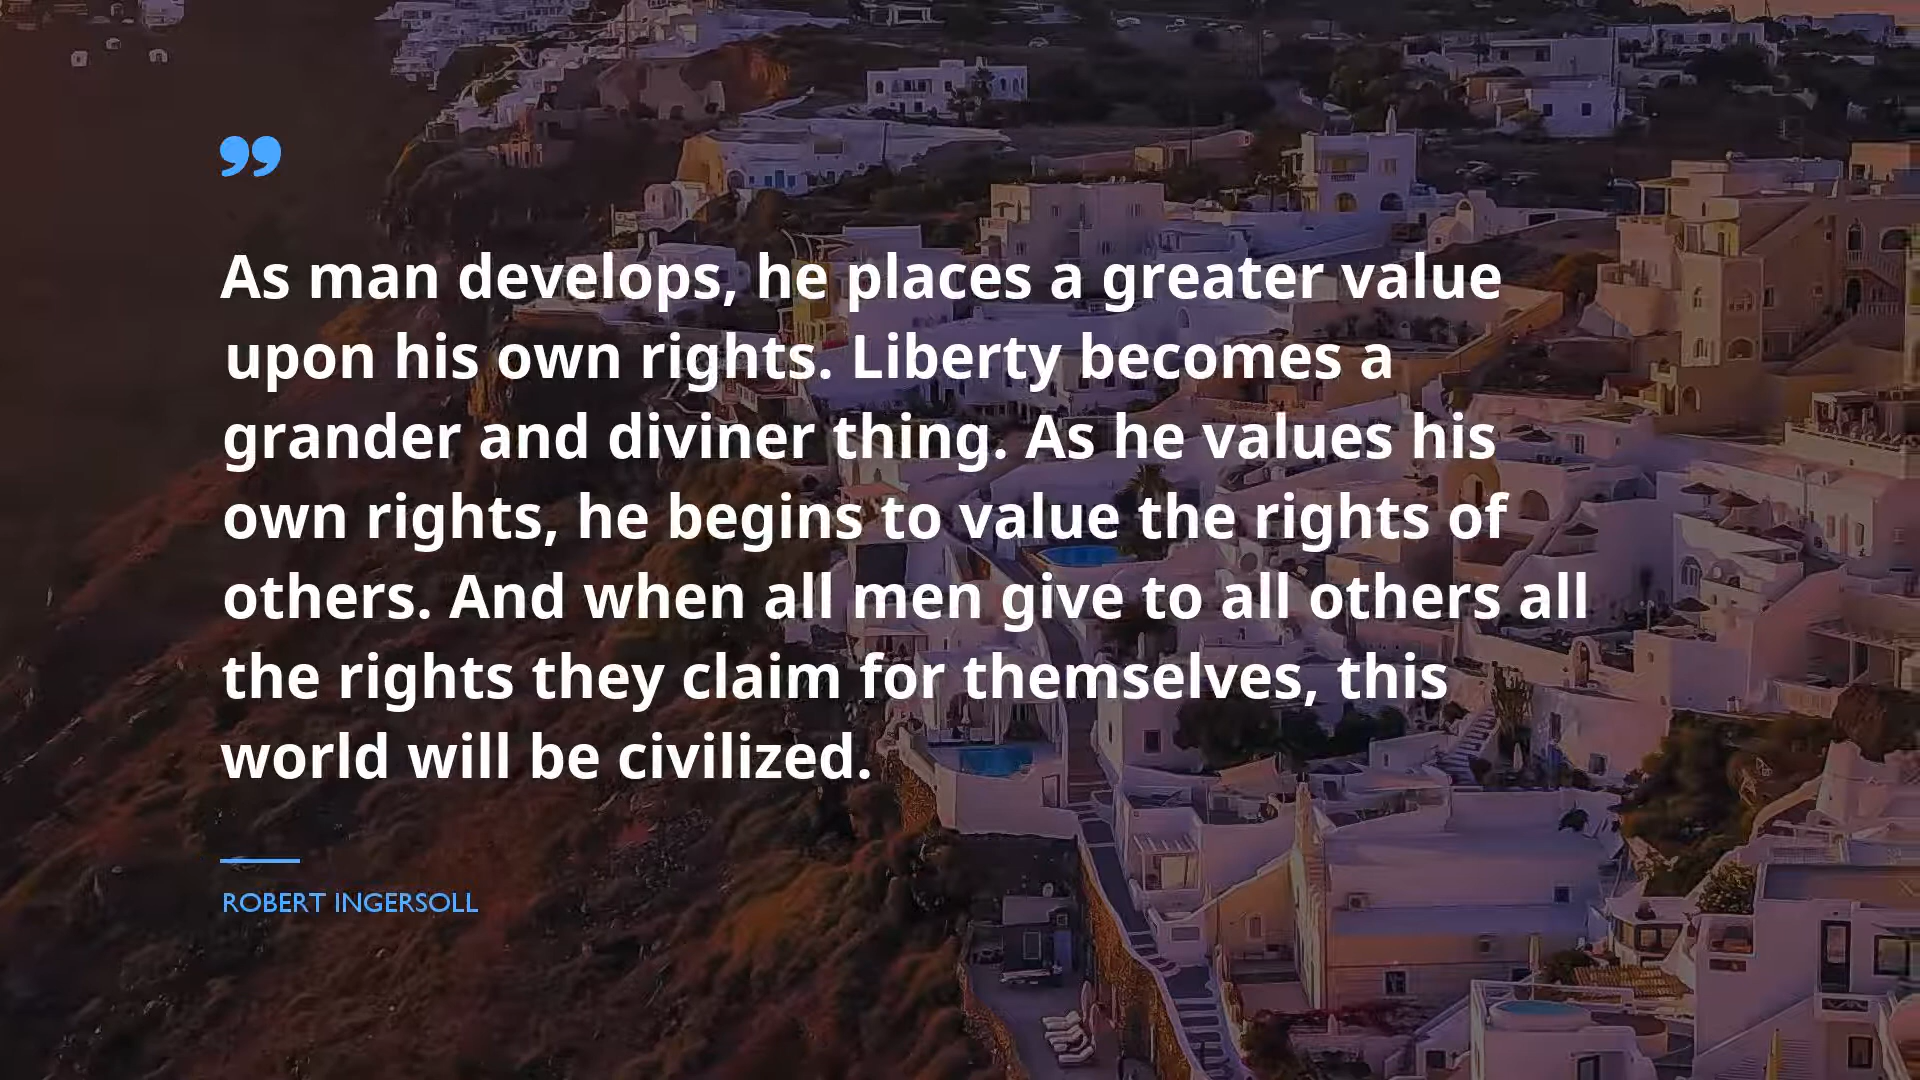 ”
As man develops, he places a greater value
upon his own rights. Liberty becomes a
grander and diviner thing. As he values his
own rights, he begins to value the rights of
others. And when all men give to all others all
the rights they claim for themselves, this
world will be civilized.
ROBERT INGERSOLL